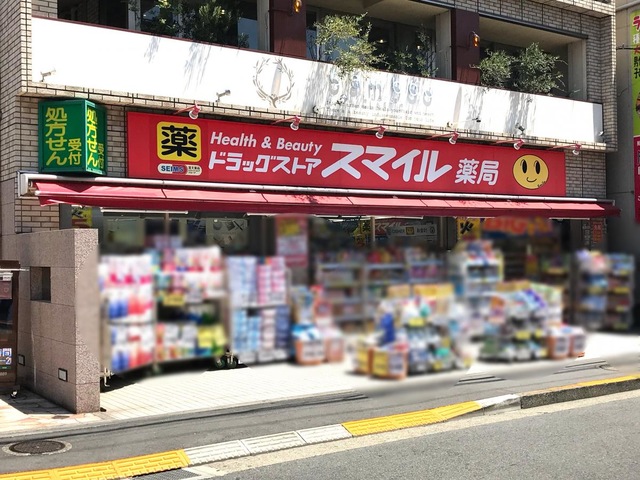 処方せん
受付
処方せん
受付
薬
SEIMS
Health & Beauty
ドラッグストア
スマイル
薬局